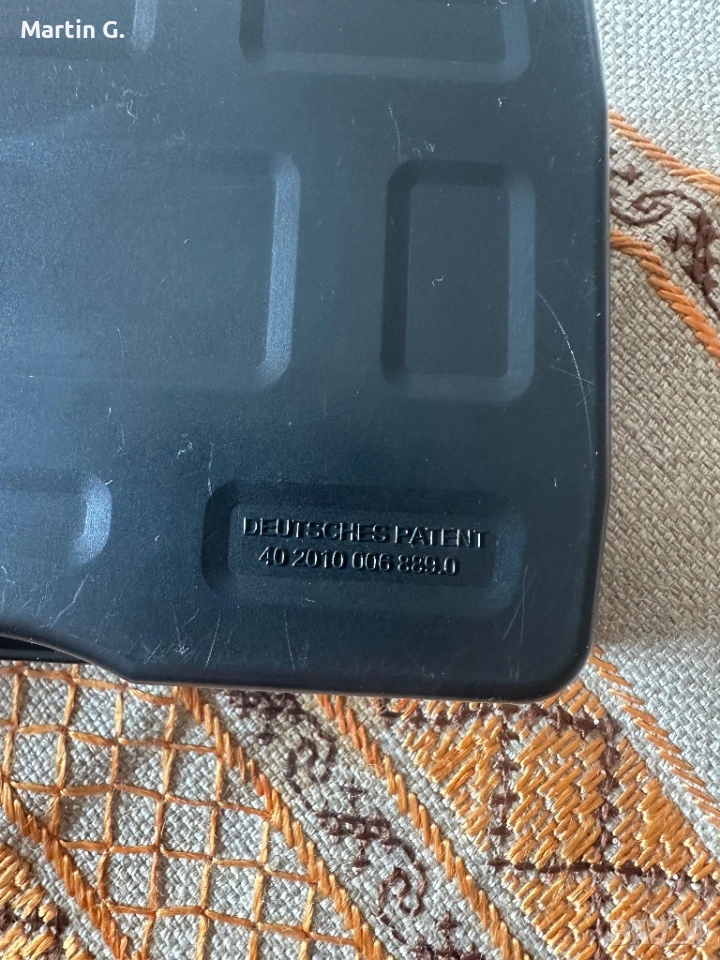 Martin G.
DEUTSCHES PATENT
40 2010 006 889.0